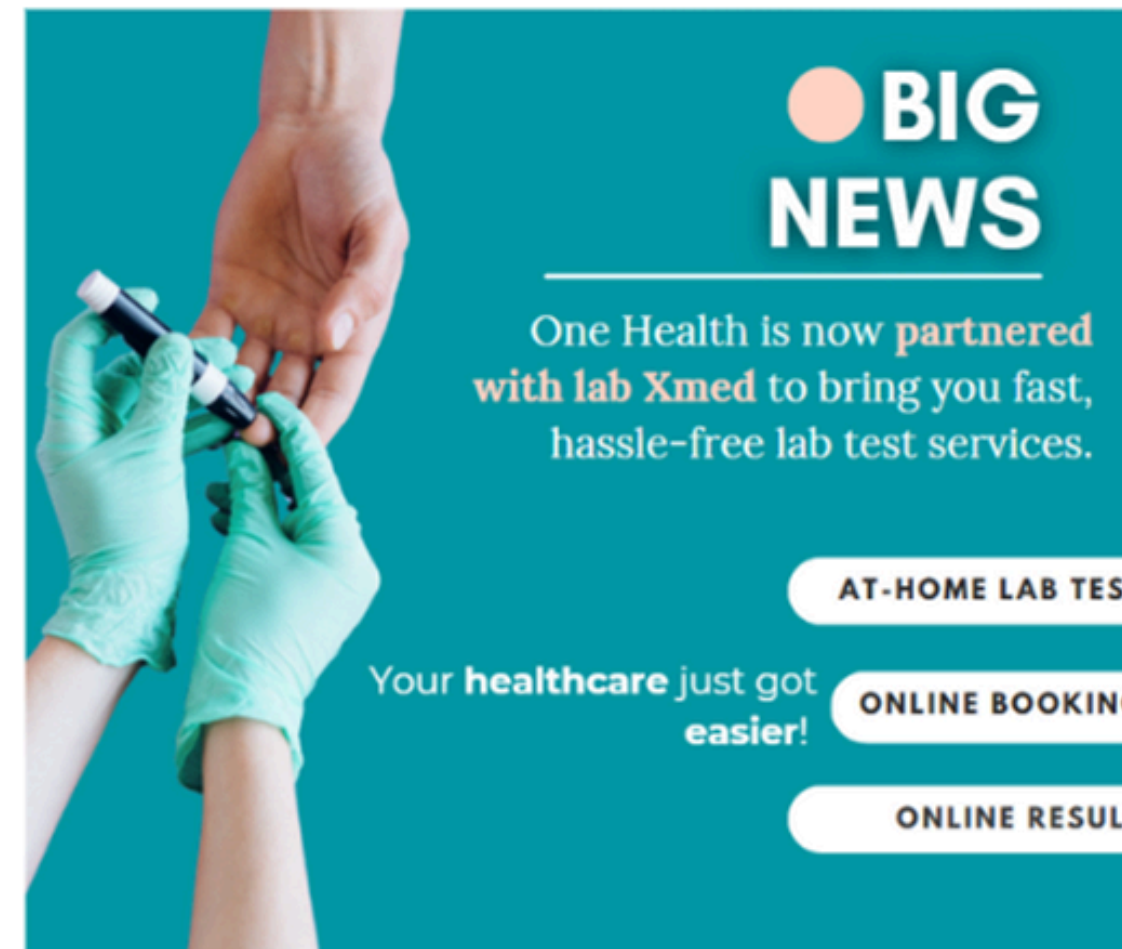 BIG
NEWS
One Health is now partnered
with lab Xmed to bring you fast,
hassle-free lab test services.
AT-HOME LAB TES
Your healthcare just got
easier!
ONLINE BOOKING
ONLINE RESUL